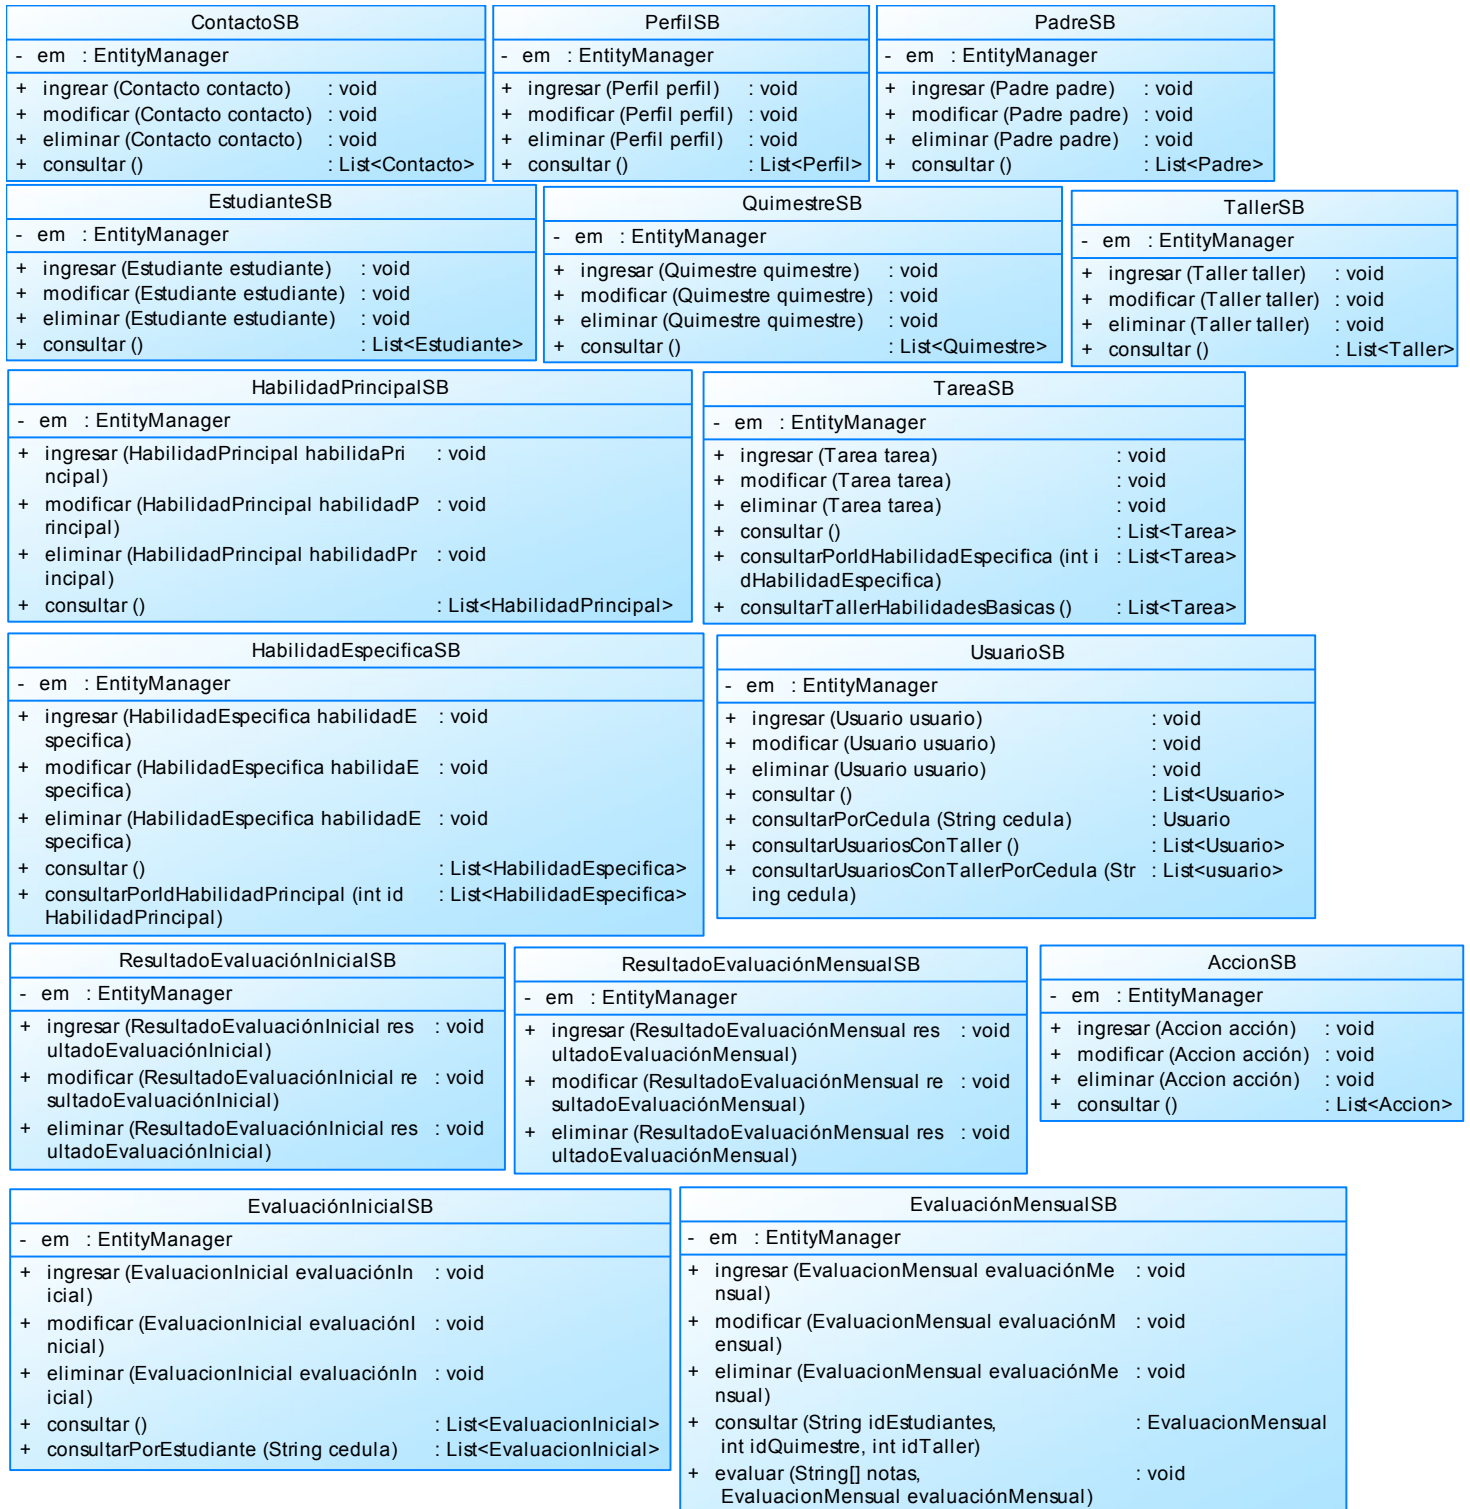 ContactoSB
- em : EntityManager
+ ingrear (Contacto contacto) : void
+ modificar (Contacto contacto) : void
+ eliminar (Contacto contacto) : void
+ consultar () : List<Contacto>
PerfilSB
- em : EntityManager
+ ingresar (Perfil perfil) : void
+ modificar (Perfil perfil) : void
+ eliminar (Perfil perfil) : void
+ consultar () : List<Perfil>
PadreSB
- em : EntityManager
+ ingresar (Padre padre) : void
+ modificar (Padre padre) : void
+ eliminar (Padre padre) : void
+ consultar () : List<Padre>
EstudianteSB
- em : EntityManager
+ ingresar (Estudiante estudiante) : void
+ modificar (Estudiante estudiante) : void
+ eliminar (Estudiante estudiante) : void
+ consultar () : List<Estudiante>
QuimestreSB
- em : EntityManager
+ ingresar (Quimestre quimestre) : void
+ modificar (Quimestre quimestre) : void
+ eliminar (Quimestre quimestre) : void
+ consultar () : List<Quimestre>
TallerSB
- em : EntityManager
+ ingresar (Taller taller) : void
+ modificar (Taller taller) : void
+ eliminar (Taller taller) : void
+ consultar () : List<Taller>
HabilidadPrincipalSB
- em : EntityManager
+ ingresar (HabilidadPrincipal habilidaPri : void
ncipal)
+ modificar (HabilidadPrincipal habilidadP : void
rincipal)
+ eliminar (HabilidadPrincipal habilidadPr : void
incipal)
+ consultar () : List<HabilidadPrincipal>
TareaSB
- em : EntityManager
+ ingresar (Tarea tarea) : void
+ modificar (Tarea tarea) : void
+ eliminar (Tarea tarea) : void
+ consultar () : List<Tarea>
+ consultarPorIdHabilidadEspecifica (int i : List<Tarea>
dHabilidadEspecifica)
+ consultarTallerHabilidadesBasicas () : List<Tarea>
HabilidadEspecificaSB
- em : EntityManager
+ ingresar (HabilidadEspecifica habilidadE : void
specifica)
+ modificar (HabilidadEspecifica habilidaE : void
specifica)
+ eliminar (HabilidadEspecifica habilidadE : void
specifica)
+ consultar () : List<HabilidadEspecifica>
+ consultarPorIdHabilidadPrincipal (int id : List<HabilidadEspecifica>
HabilidadPrincipal)
UsuarioSB
- em : EntityManager
+ ingresar (Usuario usuario) : void
+ modificar (Usuario usuario) : void
+ eliminar (Usuario usuario) : void
+ consultar () : List<Usuario>
+ consultarPorCedula (String cedula) : Usuario
+ consultarUsuariosConTaller () : List<Usuario>
+ consultarUsuariosConTallerPorCedula (Str : List<usuario>
ing cedula)
ResultadoEvaluaciónInicialSB
- em : EntityManager
+ ingresar (ResultadoEvaluaciónInicial res : void
ultadoEvaluaciónInicial)
+ modificar (ResultadoEvaluaciónInicial re : void
sultadoEvaluaciónInicial)
+ eliminar (ResultadoEvaluaciónInicial res : void
ultadoEvaluaciónInicial)
ResultadoEvaluaciónMensualSB
- em : EntityManager
+ ingresar (ResultadoEvaluaciónMensual res : void
ultadoEvaluaciónMensual)
+ modificar (ResultadoEvaluaciónMensual re : void
sultadoEvaluaciónMensual)
+ eliminar (ResultadoEvaluaciónMensual res : void
ultadoEvaluaciónMensual)
AccionSB
- em : EntityManager
+ ingresar (Accion acción) : void
+ modificar (Accion acción) : void
+ eliminar (Accion acción) : void
+ consultar () : List<Accion>
EvaluaciónInicialSB
- em : EntityManager
+ ingresar (EvaluacionInicial evaluaciónIn : void
icial)
+ modificar (EvaluacionInicial evaluaciónI : void
nicial)
+ eliminar (EvaluacionInicial evaluaciónIn : void
icial)
+ consultar () : List<EvaluacionInicial>
+ consultarPorEstudiante (String cedula) : List<EvaluacionInicial>
EvaluaciónMensualSB
- em : EntityManager
+ ingresar (EvaluacionMensual evaluaciónMe : void
nsual)
+ modificar (EvaluacionMensual evaluaciónM : void
ensual)
+ eliminar (EvaluacionMensual evaluaciónMe : void
nsual)
+ consultar (String idEstudiantes, : EvaluacionMensual
int idQuimestre, int idTaller)
+ evaluar (String[] notas, : void
EvaluacionMensual evaluaciónMensual)